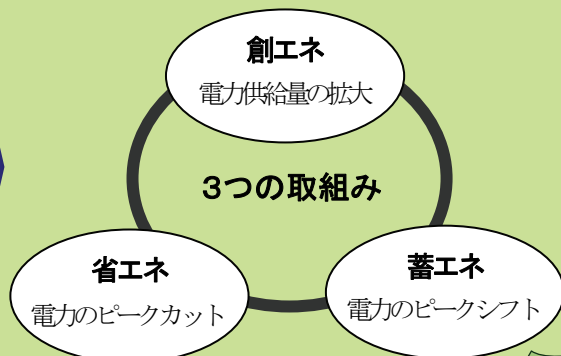 創エネ
電力供給量の拡大
3つの取組み
省エネ
電力のピークカット
蓄エネ
電力のピークシフト